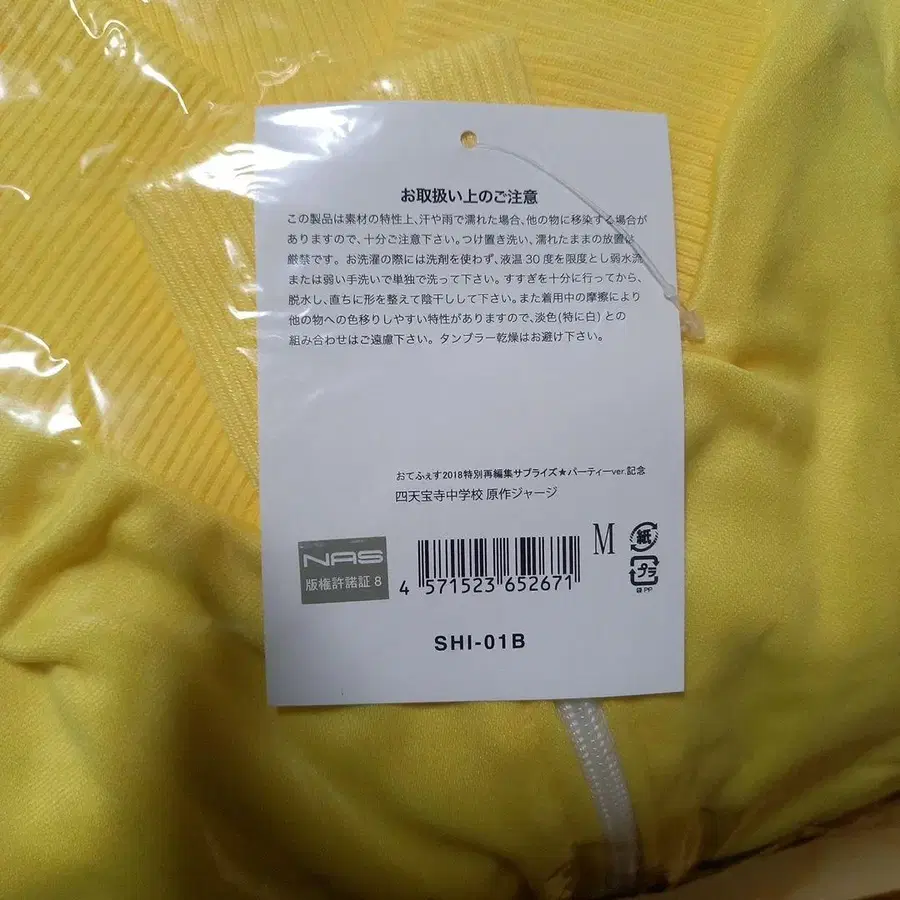 お取扱い上のご注意
この製品は素材の特性上、汗や雨で濡れた場合、他の物に移染する場合が
ありますので、十分ご注意下さい。つけ置き洗い、濡れたままの放置は
厳禁です。お洗濯の際には洗剤を使わず、液温30度を限度とし弱水流
または弱い手洗いで単独で洗って下さい。すすぎを十分に行ってから、
脱水し、直ちに形を整えて陰干しして下さい。また着用中の摩擦により
他の物への色移りしやすい特性がありますので、淡色(特に白)との
組み合わせはご遠慮下さい。タンブラー乾燥はお避け下さい。
おてふぇす2018特別再編集サプライズ★パーティーver.記念
四天宝寺中学校 原作ジャージ
NAS
版権許諾証 8
4 571523 652671
M
紙
プラ
袋PP
SHI-01B